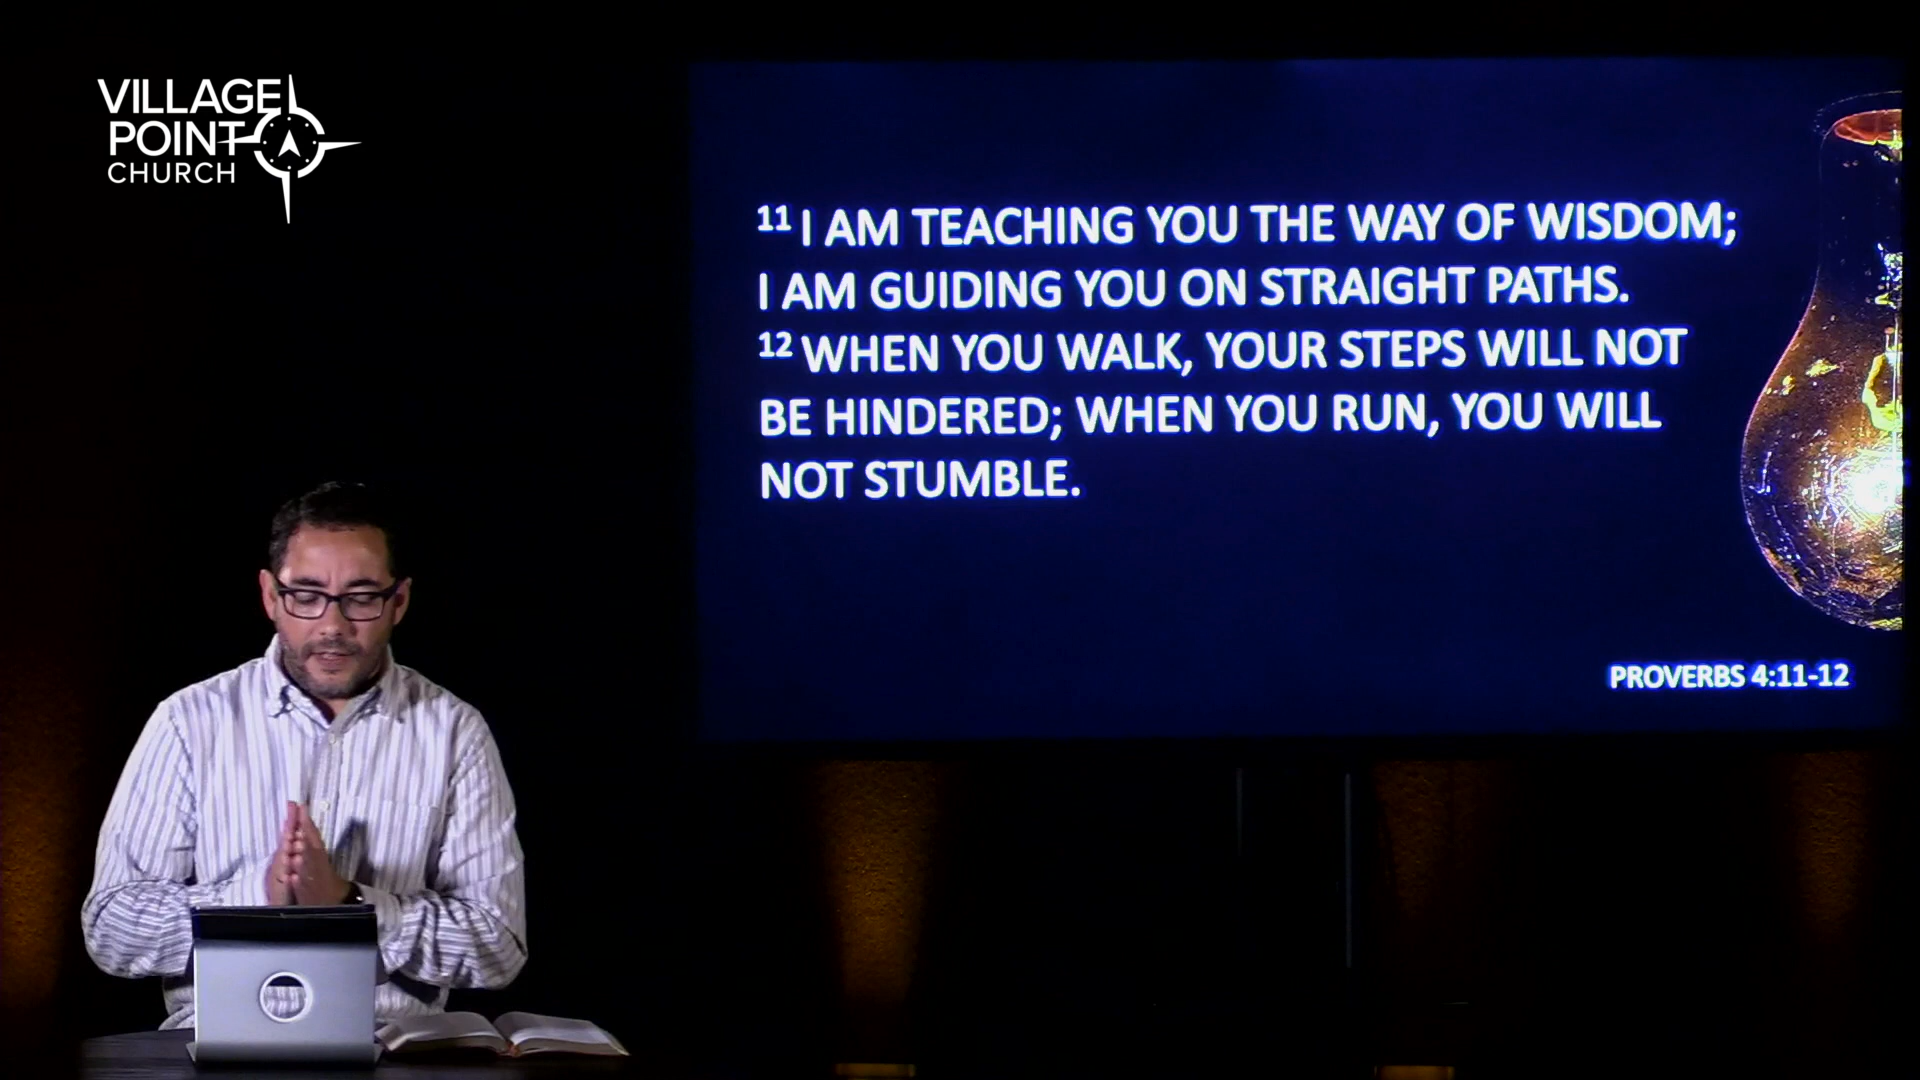 VILLAGE
POINT
CHURCH
11 I AM TEACHING YOU THE WAY OF WISDOM;
I AM GUIDING YOU ON STRAIGHT PATHS.
12 WHEN YOU WALK, YOUR STEPS WILL NOT
BE HINDERED; WHEN YOU RUN, YOU WILL
NOT STUMBLE.
PROVERBS 4:11-12